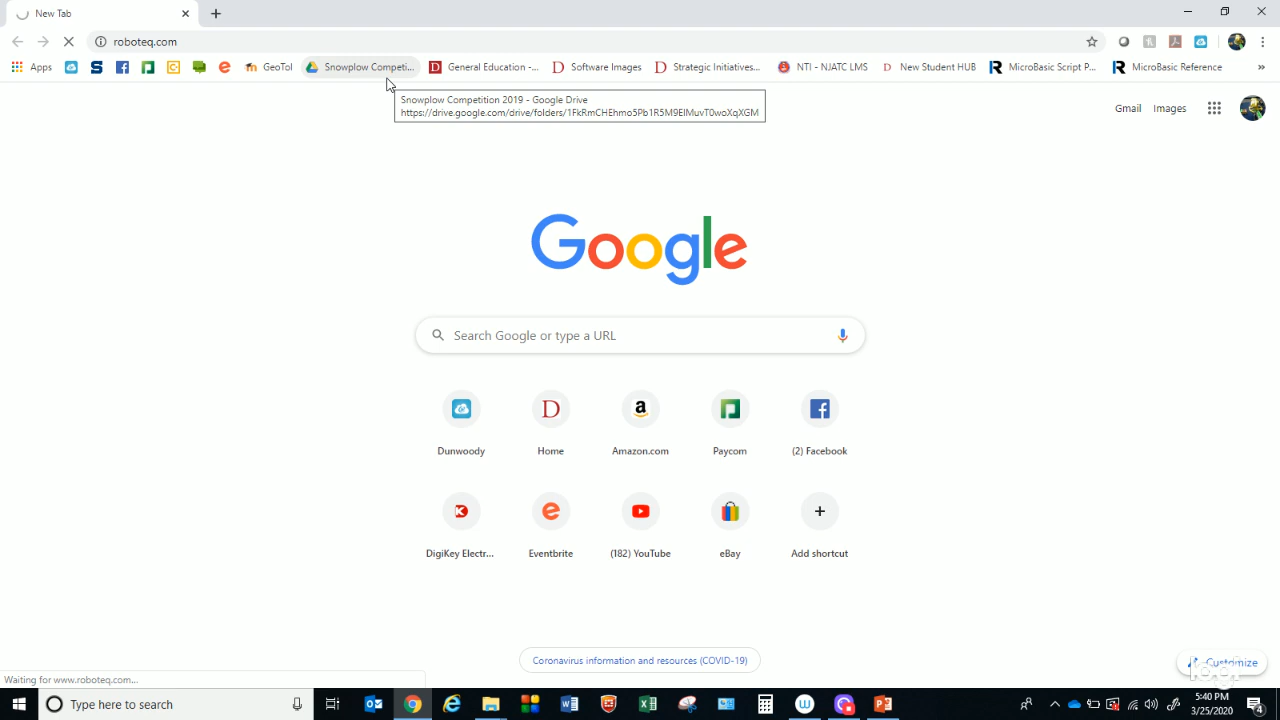 New Tab
roboteq.com
Apps
GeoTol
Snowplow Competi...
General Education -...
Software Images
Strategic Initiatives...
NTI - NJATC LMS
New Student HUB
MicroBasic Script P...
MicroBasic Reference
»
Snowplow Competition 2019 - Google Drive
https://drive.google.com/drive/folders/1FkRmCHEhmo5Pb1R5M9EIMuvT0woXqXGM
Gmail Images
Google
Search Google or type a URL
Dunwoody
Home
Amazon.com
Paycom
(2) Facebook
DigiKey Electr...
Eventbrite
(182) YouTube
eBay
Add shortcut
Coronavirus information and resources (COVID-19)
Customize
Waiting for www.roboteq.com...
Type here to search
5:40 PM
3/25/2020
4